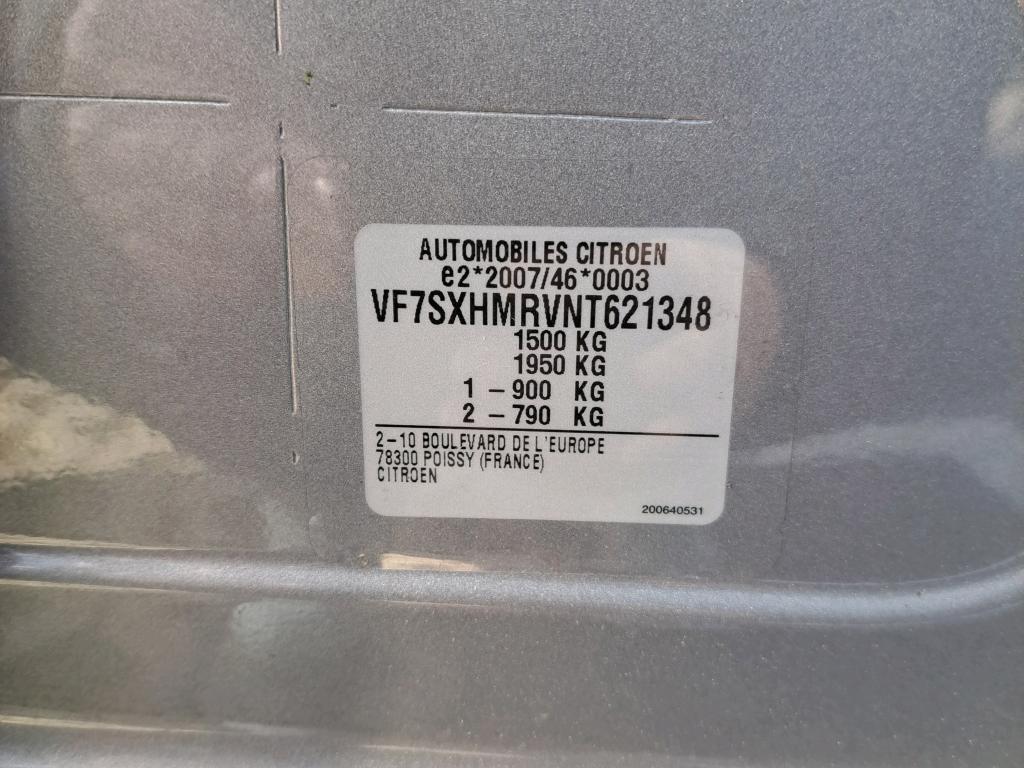 AUTOMOBILES CITROEN
e2*2007/46*0003
VF7SXHMRVNT621348
1500 KG
1950 KG
1 – 900 KG
2 – 790 KG
2–10 BOULEVARD DE L'EUROPE
78300 POISSY (FRANCE)
CITROEN
200640531